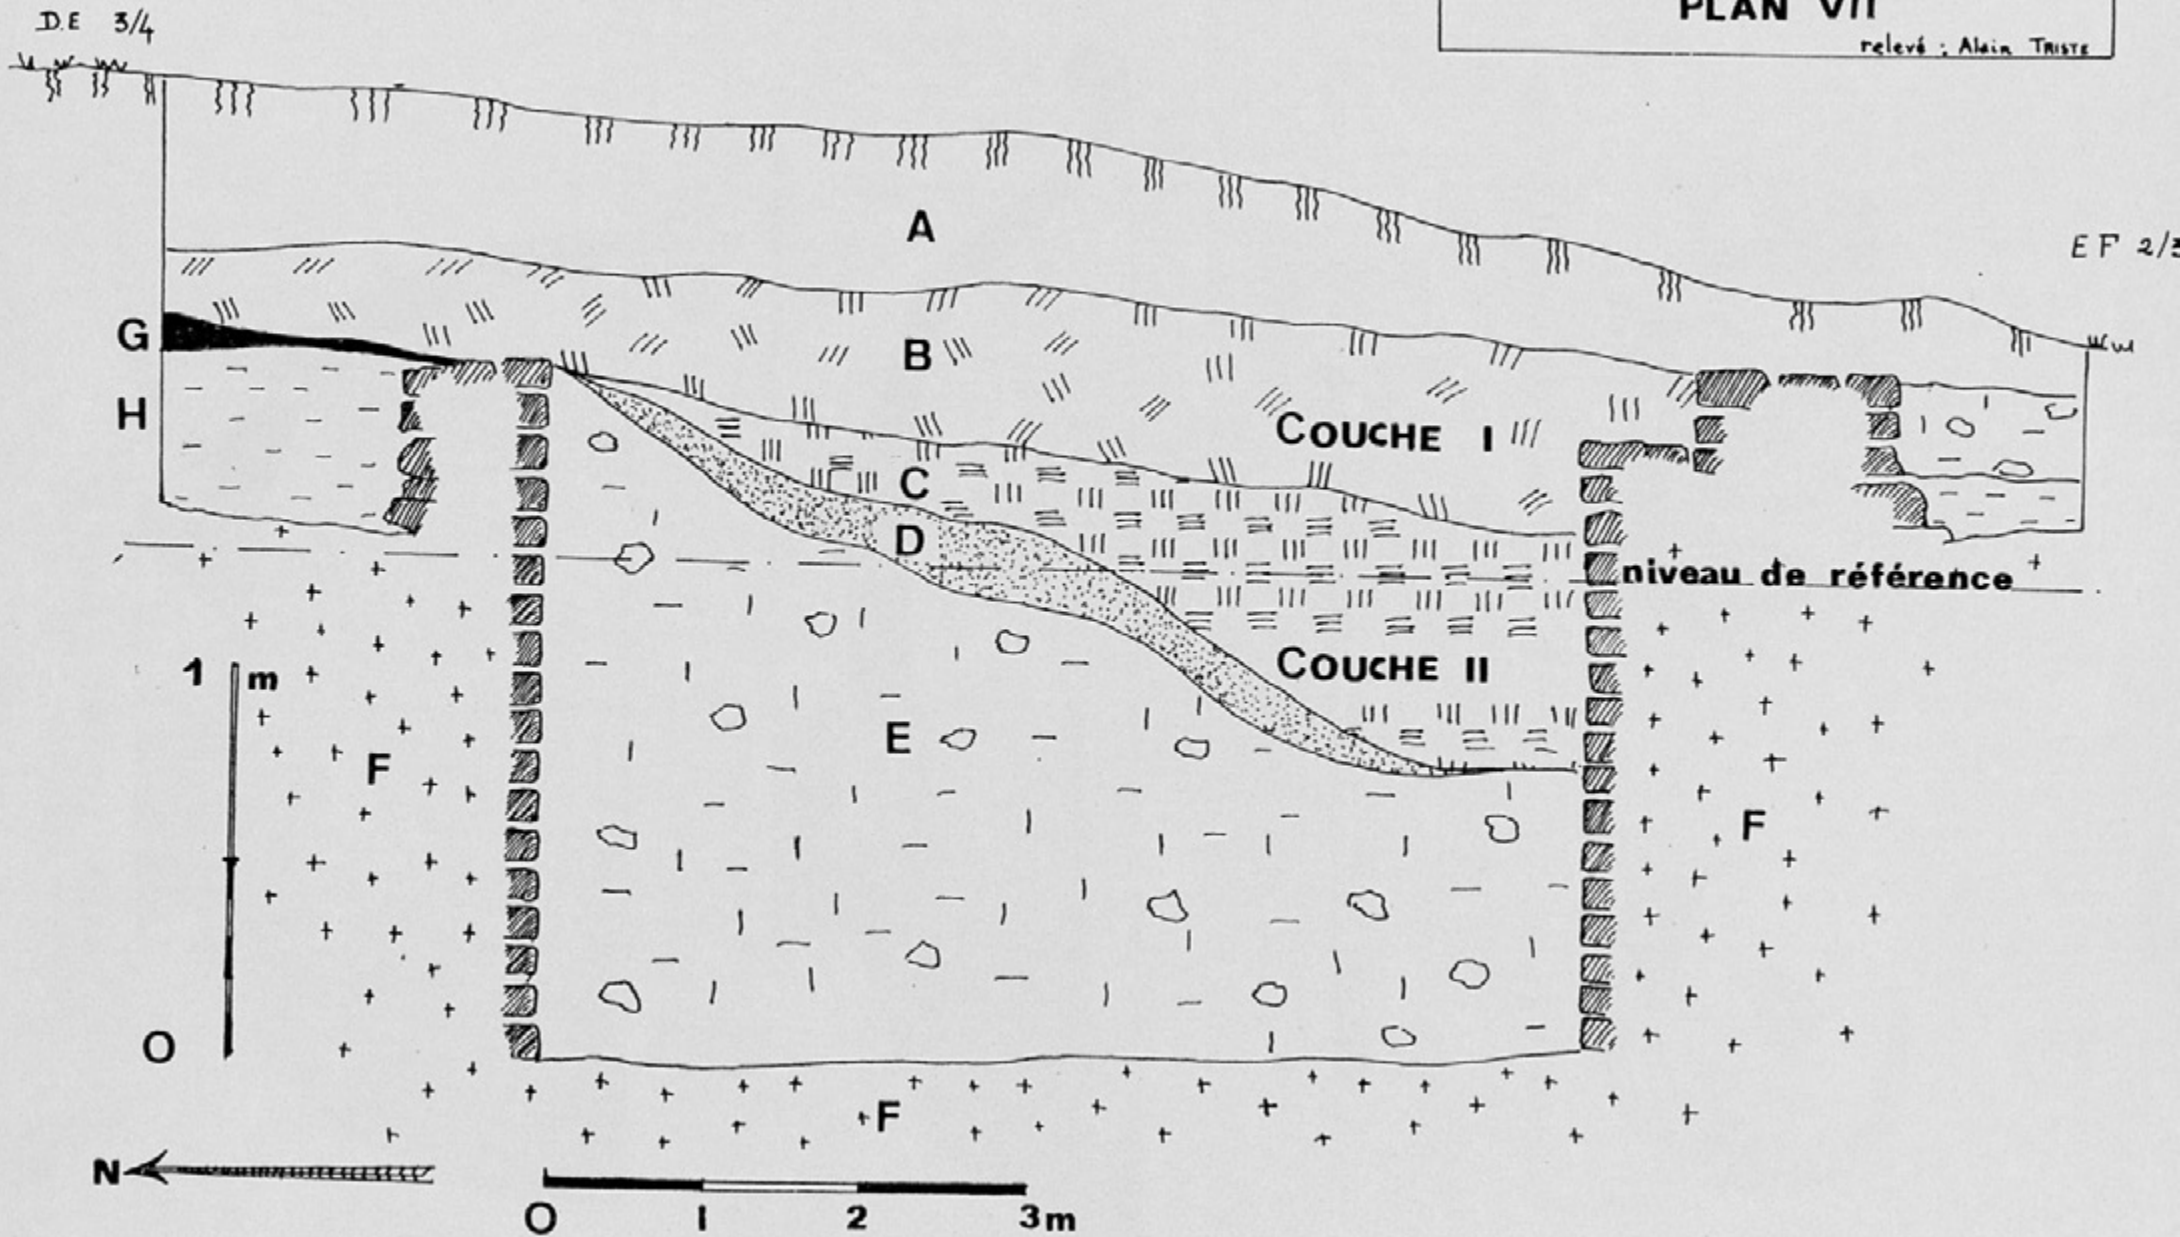 D.E 3/4
PLAN VII
relevé : Alain TRISTE
A
EF 2/3
G
B
H
COUCHE I
C
D
niveau de référence
1 m
COUCHE II
E
F
F
O
F
N
O 1 2 3m